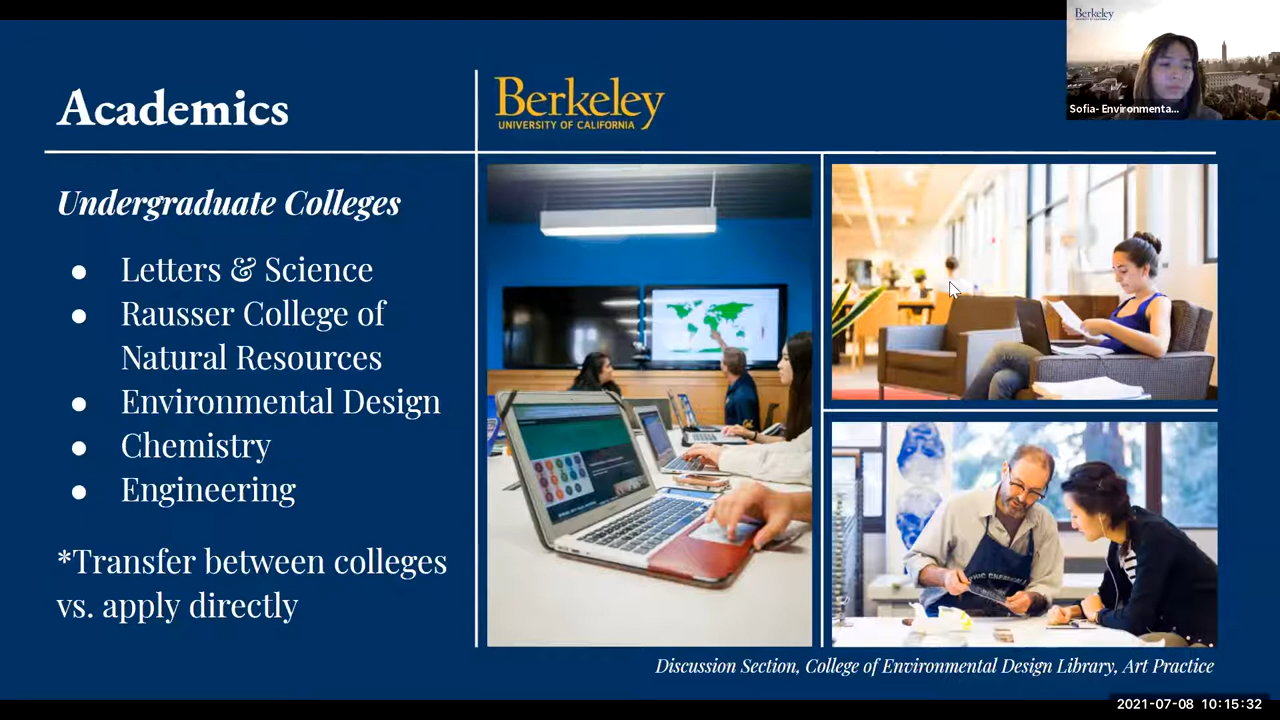 Berkeley
Sofia- Environmenta...
Academics
Berkeley
UNIVERSITY OF CALIFORNIA
Undergraduate Colleges
● Letters & Science
● Rausser College of
Natural Resources
● Environmental Design
● Chemistry
● Engineering
*Transfer between colleges
vs. apply directly
Discussion Section, College of Environmental Design Library, Art Practice
2021-07-08 10:15:32